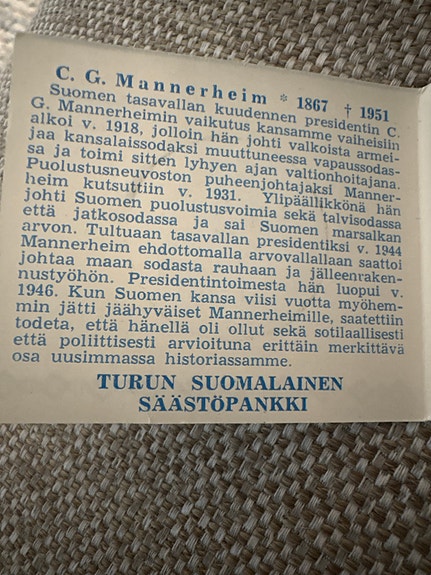 C. G. Mannerheim * 1867 † 1951
Suomen tasavallan kuudennen presidentin C.
G. Mannerheimin vaikutus kansamme vaiheisiin
alkoi v. 1918, jolloin hän johti valkoista armei-
jaa kansalaissodaksi muuttuneessa vapaussodas-
sa ja toimi sitten lyhyen ajan valtionhoitajana.
Puolustusneuvoston puheenjohtajaksi Manner-
heim kutsuttiin v. 1931. Ylipäällikkönä hän
johti Suomen puolustusvoimia sekä talvisodassa
että jatkosodassa ja sai Suomen marsalkan
arvon. Tultuaan tasavallan presidentiksi v. 1944
Mannerheim ehdottomalla arvovallallaan saattoi
johtaa maan sodasta rauhaan ja jälleenraken-
nustyöhön. Presidentintoimesta hän luopui v.
1946. Kun Suomen kansa viisi vuotta myöhem-
min jätti jäähyväiset Mannerheimille, saatettiin
todeta, että hänellä oli ollut sekä sotilaallisesti
että poliittisesti arvioituna erittäin merkittävä
osa uusimmassa historiassamme.
TURUN SUOMALAINEN
SÄÄSTÖPANKKI